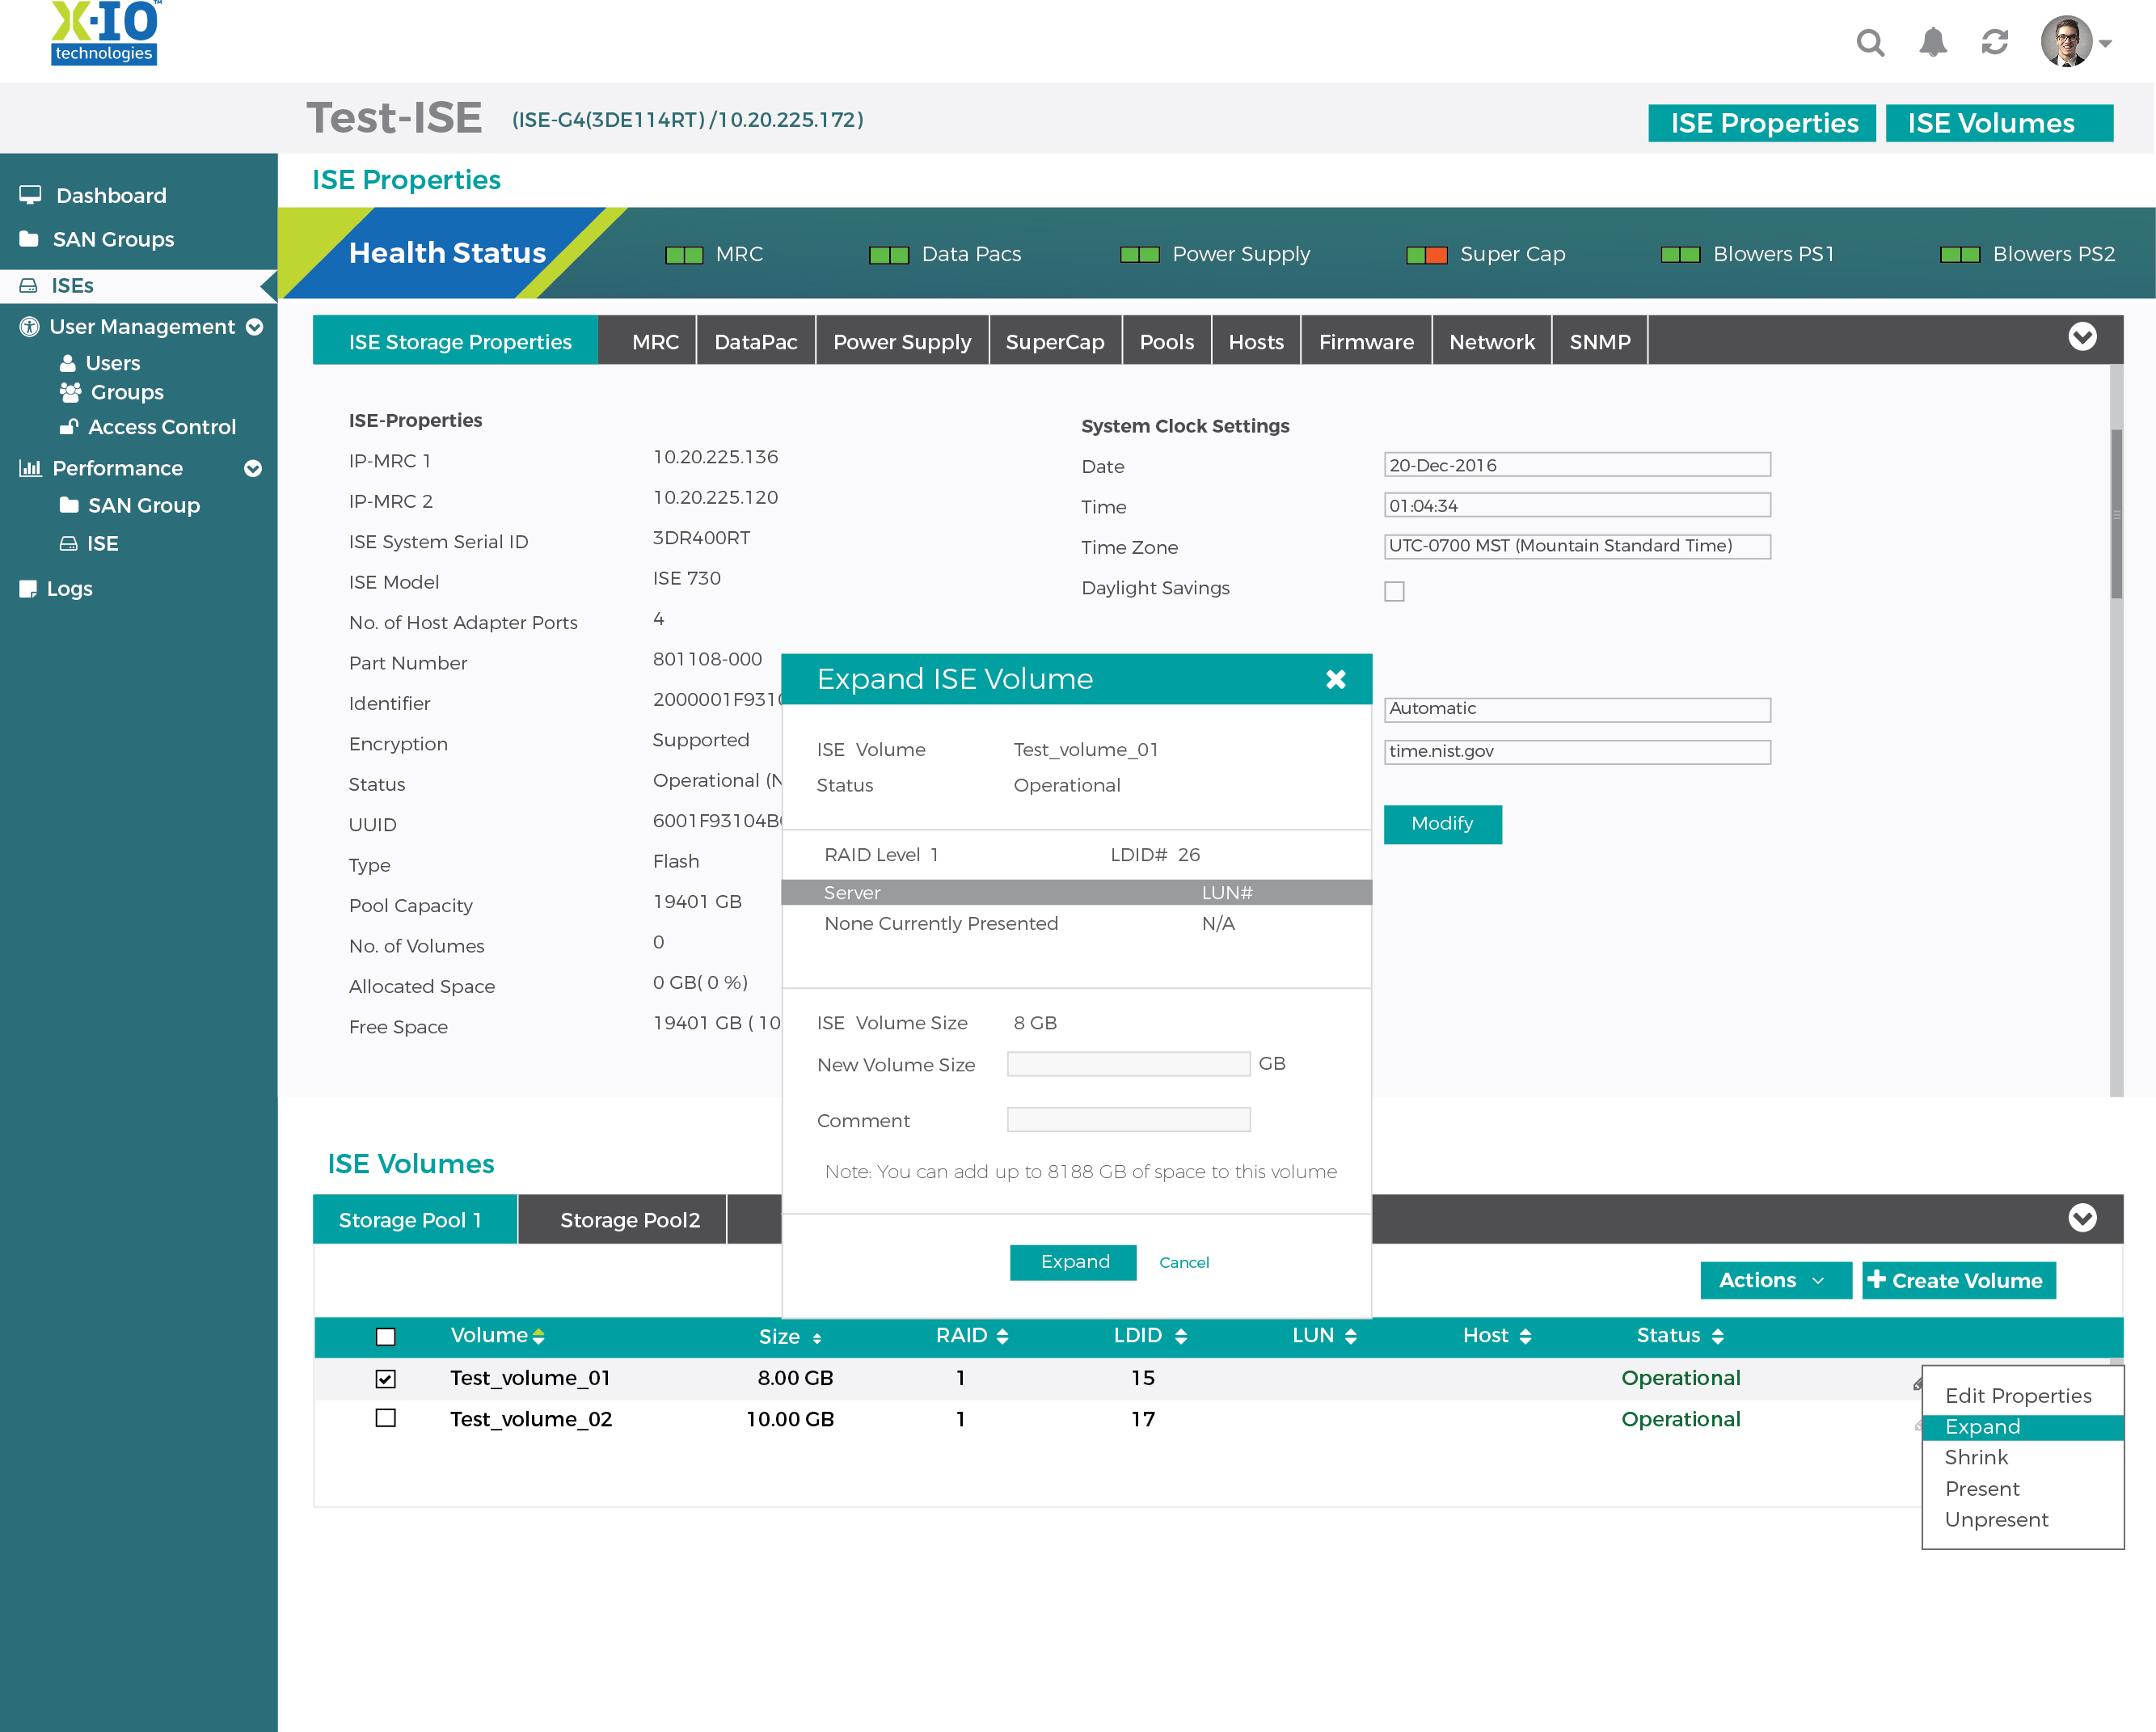 X-IO™
technologies
Test-ISE (ISE-G4(3DE114RT) /10.20.225.172)
ISE Properties ISE Volumes
Dashboard
SAN Groups
ISEs
User Management
Users
Groups
Access Control
Performance
SAN Group
ISE
Logs
ISE Properties
Health Status MRC Data Pacs Power Supply Super Cap Blowers PS1 Blowers PS2
ISE Storage Properties MRC DataPac Power Supply SuperCap Pools Hosts Firmware Network SNMP
ISE-Properties
IP-MRC 1 10.20.225.136
IP-MRC 2 10.20.225.120
ISE System Serial ID 3DR400RT
ISE Model ISE 730
No. of Host Adapter Ports 4
Part Number 801108-000
Identifier 2000001F931
Encryption Supported
Status Operational (N
UUID 6001F93104B
Type Flash
Pool Capacity 19401 GB
No. of Volumes 0
Allocated Space 0 GB( 0 %)
Free Space 19401 GB ( 10
System Clock Settings
Date 20-Dec-2016
Time 01:04:34
Time Zone UTC-0700 MST (Mountain Standard Time)
Daylight Savings
Automatic
time.nist.gov
Modify
Expand ISE Volume
ISE Volume Test_volume_01
Status Operational
RAID Level 1 LDID# 26
Server LUN#
None Currently Presented N/A
ISE Volume Size 8 GB
New Volume Size GB
Comment
Note: You can add up to 8188 GB of space to this volume
Expand Cancel
ISE Volumes
Storage Pool 1 Storage Pool2
Actions Create Volume
Volume Size RAID LDID LUN Host Status
Test_volume_01 8.00 GB 1 15 Operational
Test_volume_02 10.00 GB 1 17 Operational
Edit Properties
Expand
Shrink
Present
Unpresent